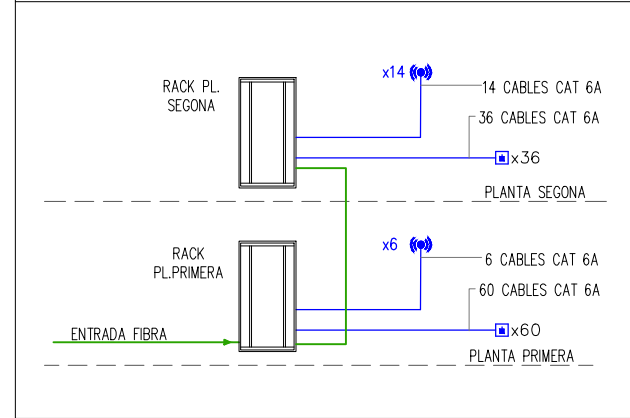 x14
14 CABLES CAT 6A
RACK PL.
SEGONA
36 CABLES CAT 6A
x36
PLANTA SEGONA
x6
RACK
PL.PRIMERA
6 CABLES CAT 6A
60 CABLES CAT 6A
ENTRADA FIBRA
x60
PLANTA PRIMERA